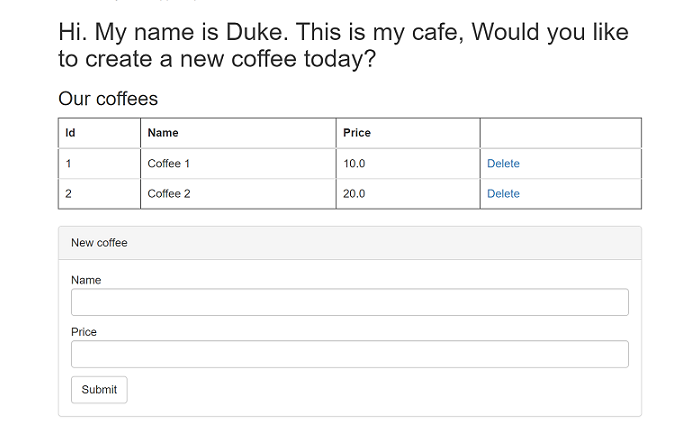 Hi. My name is Duke. This is my cafe, Would you like
to create a new coffee today?
Our coffees
Id Name Price
1 Coffee 1 10.0 Delete
2 Coffee 2 20.0 Delete
New coffee
Name
Price
Submit